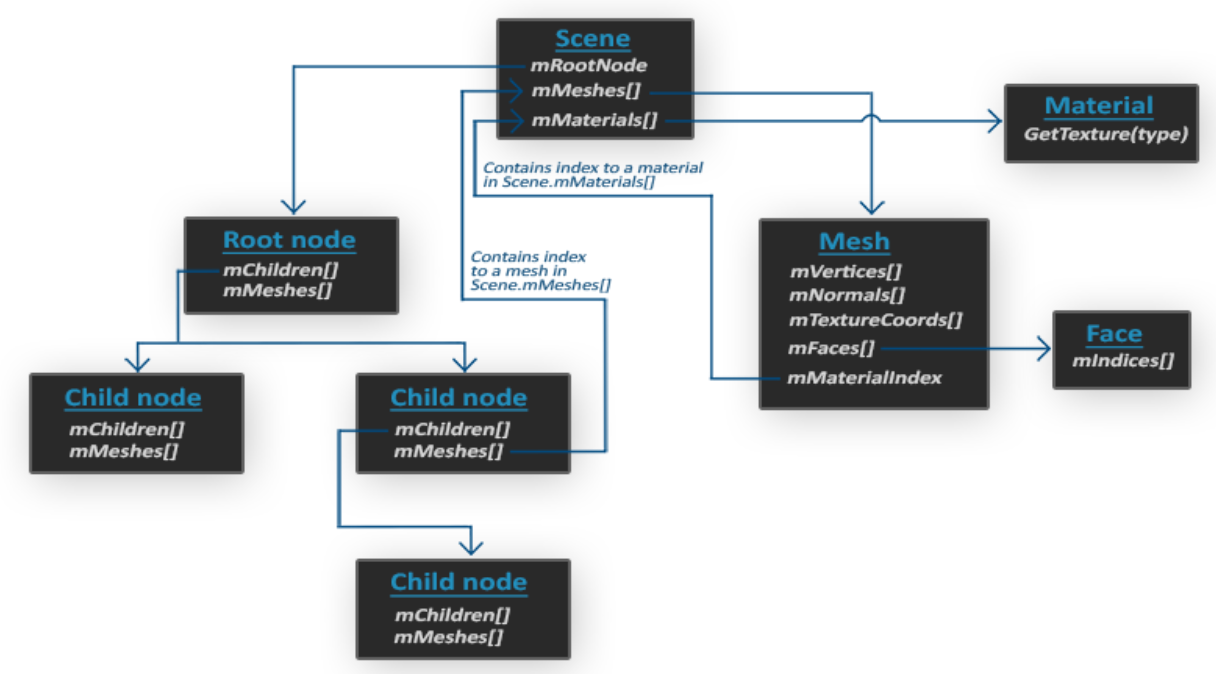 Scene
mRootNode
mMeshes[]
mMaterials[]
Material
GetTexture(type)
Contains index to a material
in Scene.mMaterials[]
Root node
mChildren[]
mMeshes[]
Contains index
to a mesh in
Scene.mMeshes[]
Mesh
mVertices[]
mNormals[]
mTextureCoords[]
mFaces[]
mMaterialIndex
Face
mIndices[]
Child node
mChildren[]
mMeshes[]
Child node
mChildren[]
mMeshes[]
Child node
mChildren[]
mMeshes[]